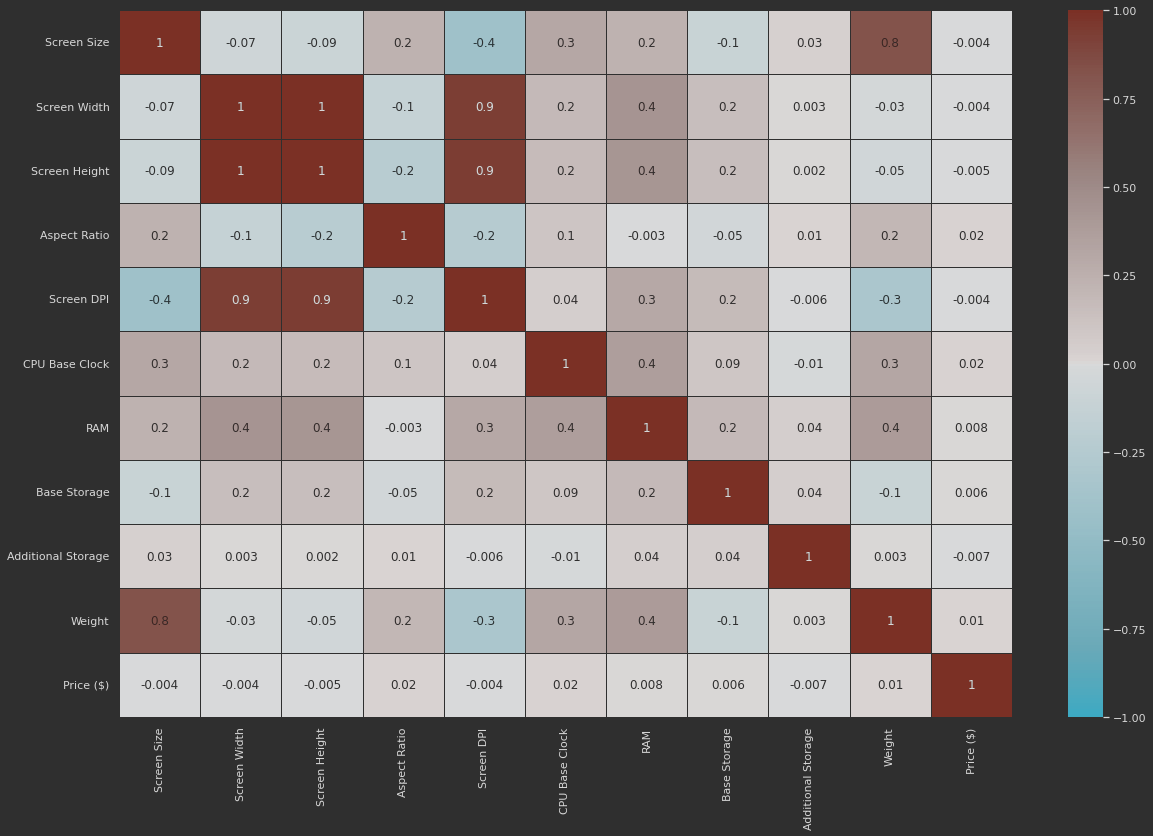 Screen Size 1 -0.07 -0.09 0.2 -0.4 0.3 0.2 -0.1 0.03 0.8 -0.004
Screen Width -0.07 1 1 -0.1 0.9 0.2 0.4 0.2 0.003 -0.03 -0.004
Screen Height -0.09 1 1 -0.2 0.9 0.2 0.4 0.2 0.002 -0.05 -0.005
Aspect Ratio 0.2 -0.1 -0.2 1 -0.2 0.1 -0.003 -0.05 0.01 0.2 0.02
Screen DPI -0.4 0.9 0.9 -0.2 1 0.04 0.3 0.2 -0.006 -0.3 -0.004
CPU Base Clock 0.3 0.2 0.2 0.1 0.04 1 0.4 0.09 -0.01 0.3 0.02
RAM 0.2 0.4 0.4 -0.003 0.3 0.4 1 0.2 0.04 0.4 0.008
Base Storage -0.1 0.2 0.2 -0.05 0.2 0.09 0.2 1 0.04 -0.1 0.006
Additional Storage 0.03 0.003 0.002 0.01 -0.006 -0.01 0.04 0.04 1 0.003 -0.007
Weight 0.8 -0.03 -0.05 0.2 -0.3 0.3 0.4 -0.1 0.003 1 0.01
Price ($) -0.004 -0.004 -0.005 0.02 -0.004 0.02 0.008 0.006 -0.007 0.01 1
Screen Size
Screen Width
Screen Height
Aspect Ratio
Screen DPI
CPU Base Clock
RAM
Base Storage
Additional Storage
Weight
Price ($)
1.00
0.75
0.50
0.25
0.00
−0.25
−0.50
−0.75
−1.00